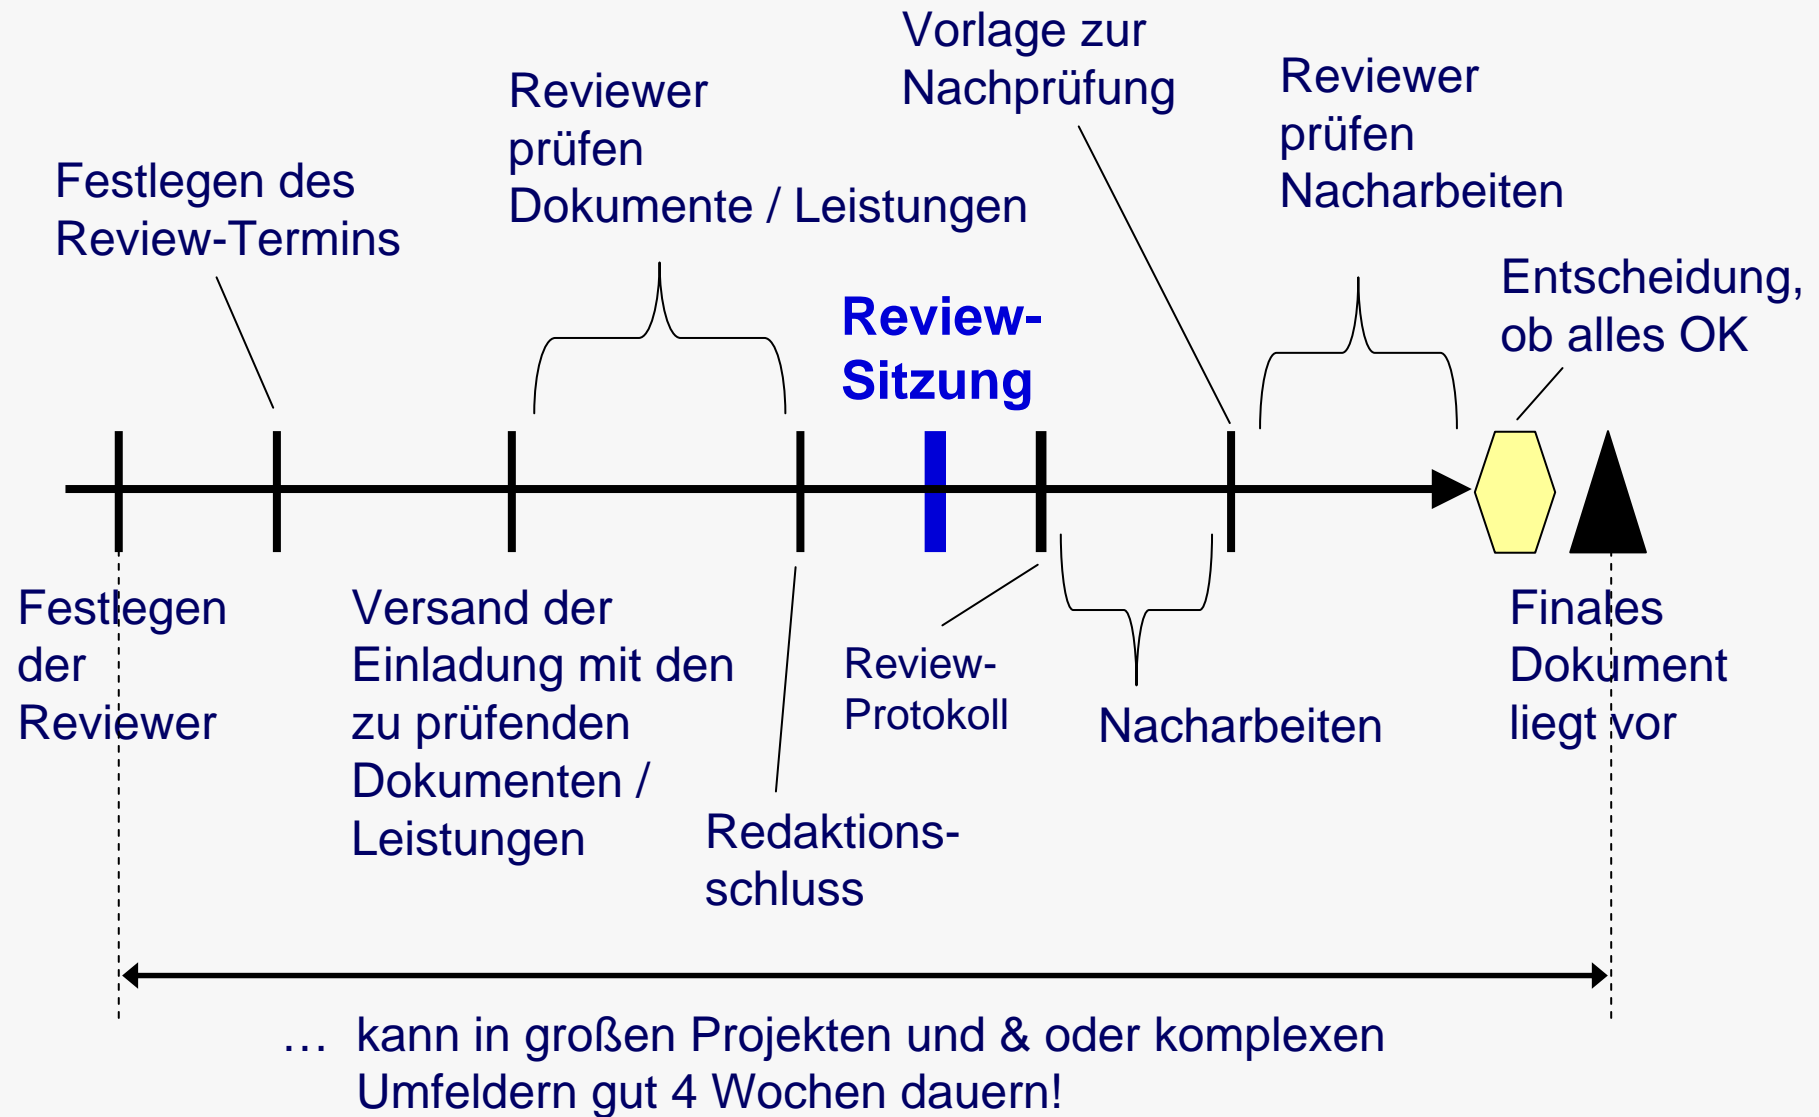 Vorlage zur
Nachprüfung
Reviewer
prüfen
Dokumente / Leistungen
Reviewer
prüfen
Nacharbeiten
Festlegen des
Review-Termins
Entscheidung,
ob alles OK
Review-
Sitzung
Festlegen
der
Reviewer
Versand der
Einladung mit den
zu prüfenden
Dokumenten /
Leistungen
Redaktions-
schluss
Review-
Protokoll
Nacharbeiten
Finales
Dokument
liegt vor
… kann in großen Projekten und & oder komplexen
Umfeldern gut 4 Wochen dauern!